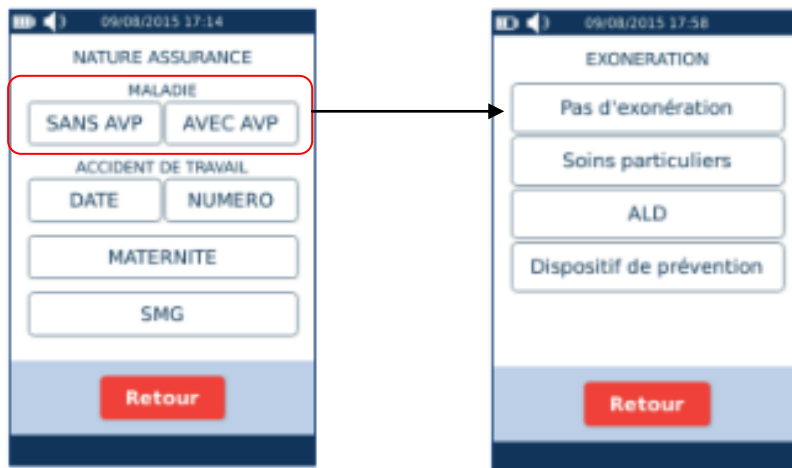 09/08/2015 17:14
NATURE ASSURANCE
MALADIE
SANS AVP AVEC AVP
ACCIDENT DE TRAVAIL
DATE NUMERO
MATERNITE
SMG
Retour
09/08/2015 17:58
EXONERATION
Pas d'exonération
Soins particuliers
ALD
Dispositif de prévention
Retour